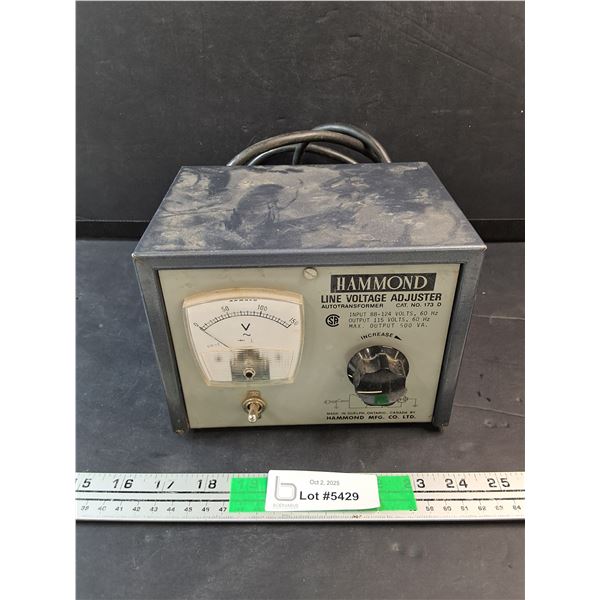 HAMMOND
LINE VOLTAGE ADJUSTER
AUTOTRANSFORMER CAT. NO. 173 D
INPUT 88-124 VOLTS, 60 Hz
OUTPUT 115 VOLTS, 60 Hz
MAX. OUTPUT 500 VA.
INCREASE
0 50 100 150
V
MADE IN GUELPH, ONTARIO, CANADA BY
HAMMOND MFG. CO. LTD.
15 16 17 18
23 24 25
Oct 2, 2025
b
Lot #5429